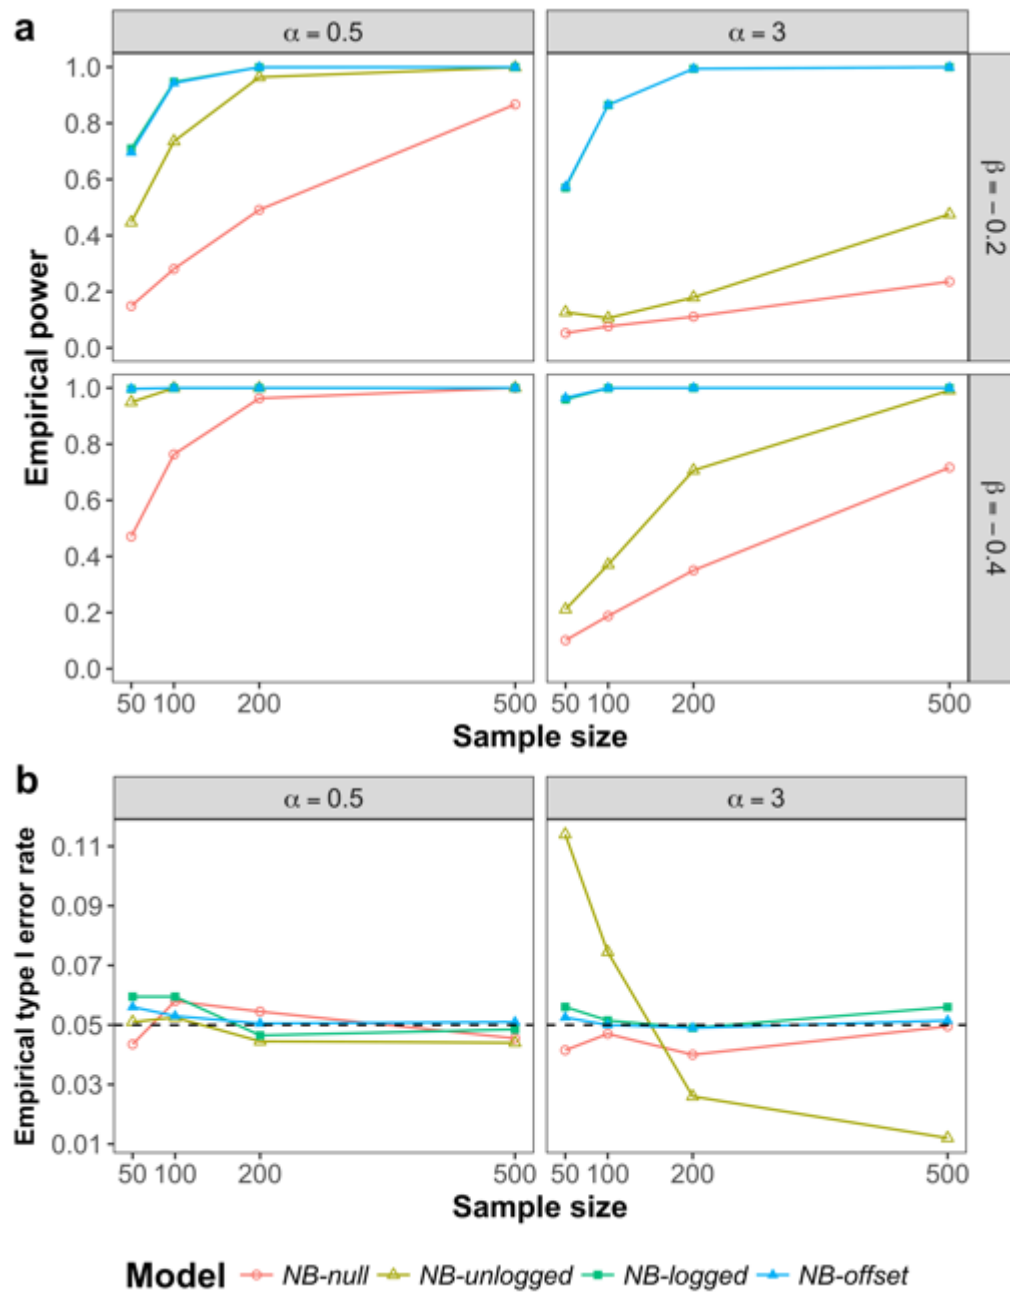 a
α = 0.5
α = 3
1.0
0.8
0.6
0.4
0.2
0.0
β = −0.2
Empirical power
1.0
0.8
0.6
0.4
0.2
0.0
β = −0.4
50 100 200 500
50 100 200 500
Sample size
b
α = 0.5
α = 3
Empirical type I error rate
0.11
0.09
0.07
0.05
0.03
0.01
50 100 200 500
50 100 200 500
Sample size
Model NB-null NB-unlogged NB-logged NB-offset